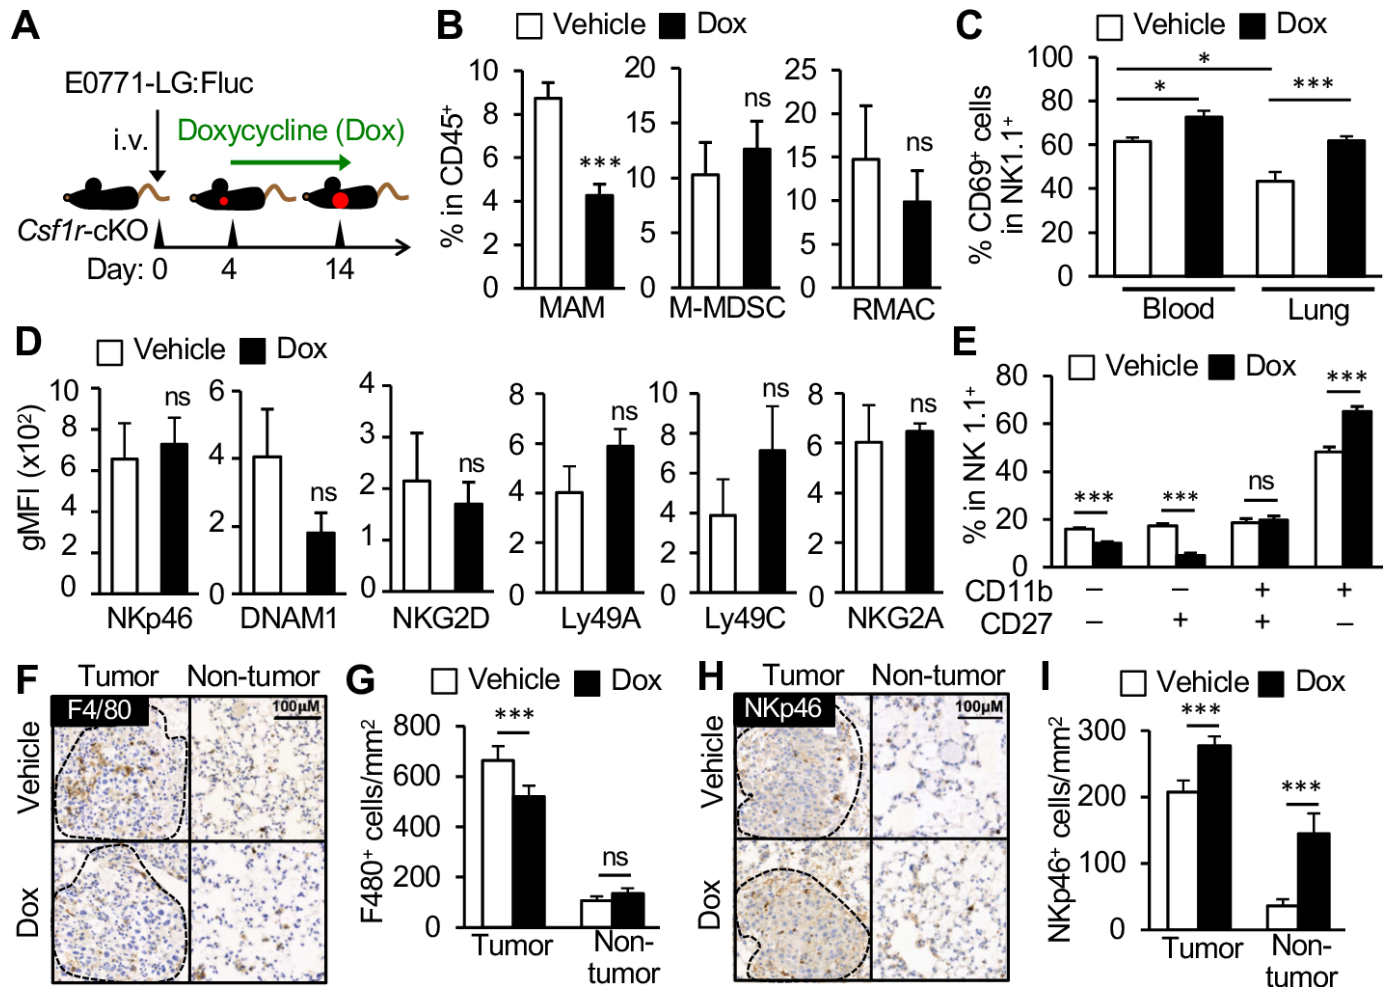 A
E0771-LG:Fluc
i.v.
Doxycycline (Dox)
Csf1r-cKO
Day: 0 4 14
B
Vehicle Dox
% in CD45⁺
10
8
6
4
2
0
***
MAM
20
15
10
5
0
ns
M-MDSC
25
20
15
10
5
0
ns
RMAC
C
Vehicle Dox
% CD69⁺ cells
in NK1.1⁺
100
80
60
40
20
0
*
*
***
Blood Lung
D
Vehicle Dox
gMFI (x10²)
10
8
6
4
2
0
ns
NKp46
6
4
2
0
ns
DNAM1
4
3
2
1
0
ns
NKG2D
8
6
4
2
0
ns
Ly49A
10
8
6
4
2
0
ns
Ly49C
8
6
4
2
0
ns
NKG2A
E
Vehicle Dox
% in NK 1.1⁺
80
60
40
20
0
*** *** ns ***
CD11b – – + +
CD27 – + + –
F
Tumor Non-tumor
F4/80
100μM
Vehicle
Dox
G
Vehicle Dox
F480⁺ cells/mm²
800
600
400
200
0
***
ns
Tumor Non-
tumor
H
Tumor Non-tumor
NKp46
100μM
Vehicle
Dox
I
Vehicle Dox
NKp46⁺ cells/mm²
300
200
100
0
***
***
Tumor Non-
tumor